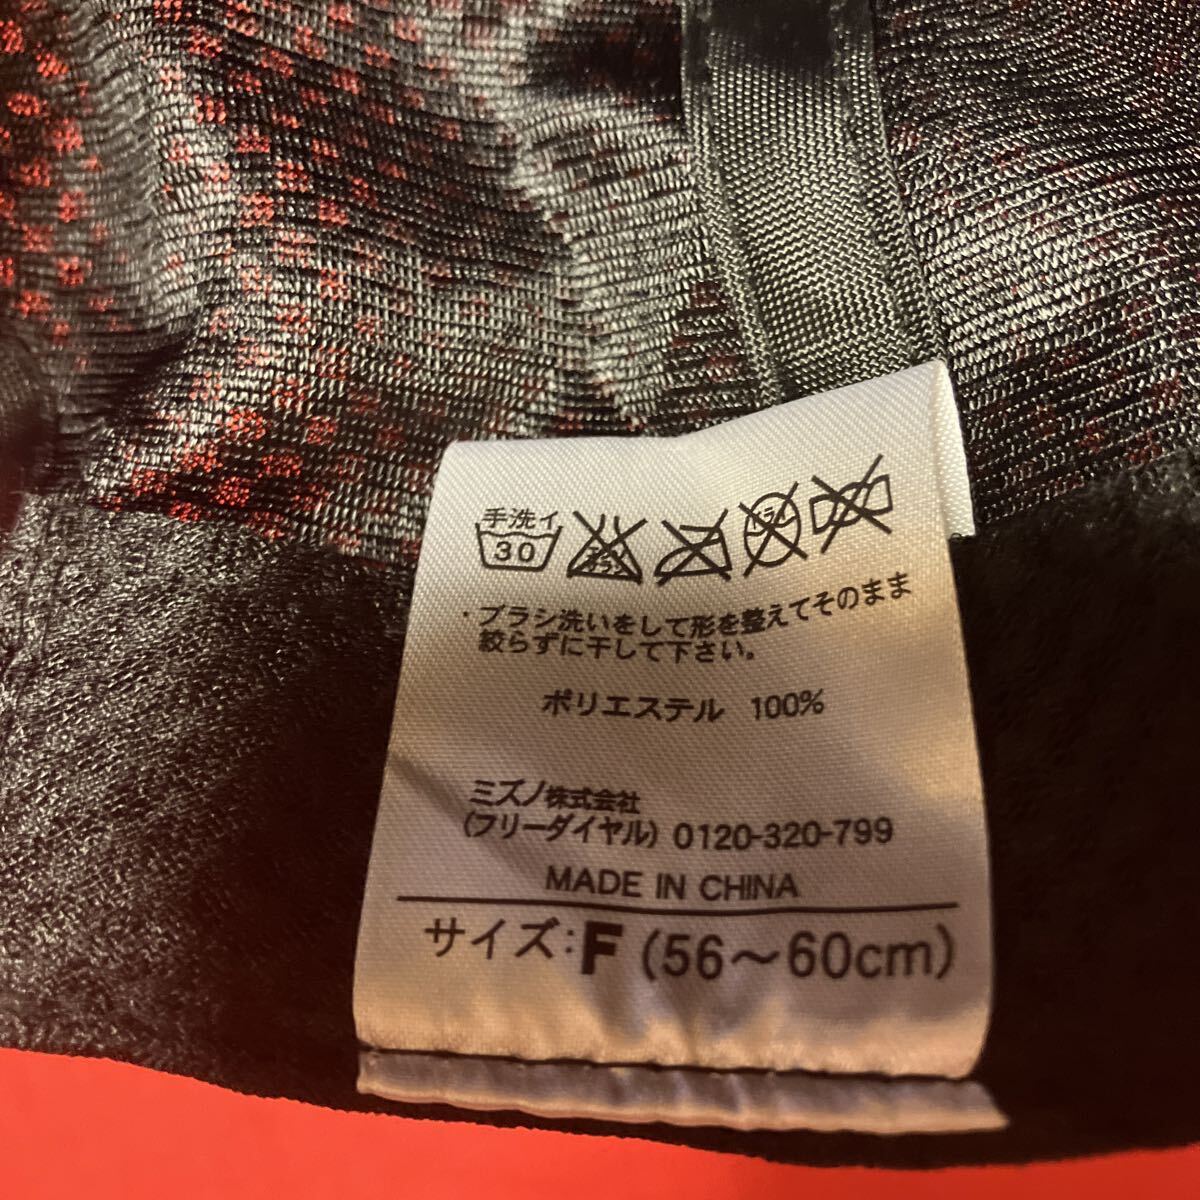 手洗イ
30
エンソ
サラシ
ドライ
・ブラシ洗いをして形を整えてそのまま
絞らずに干して下さい。
ポリエステル 100%
ミズノ株式会社
(フリーダイヤル) 0120-320-799
MADE IN CHINA
サイズ:F (56～60cm)